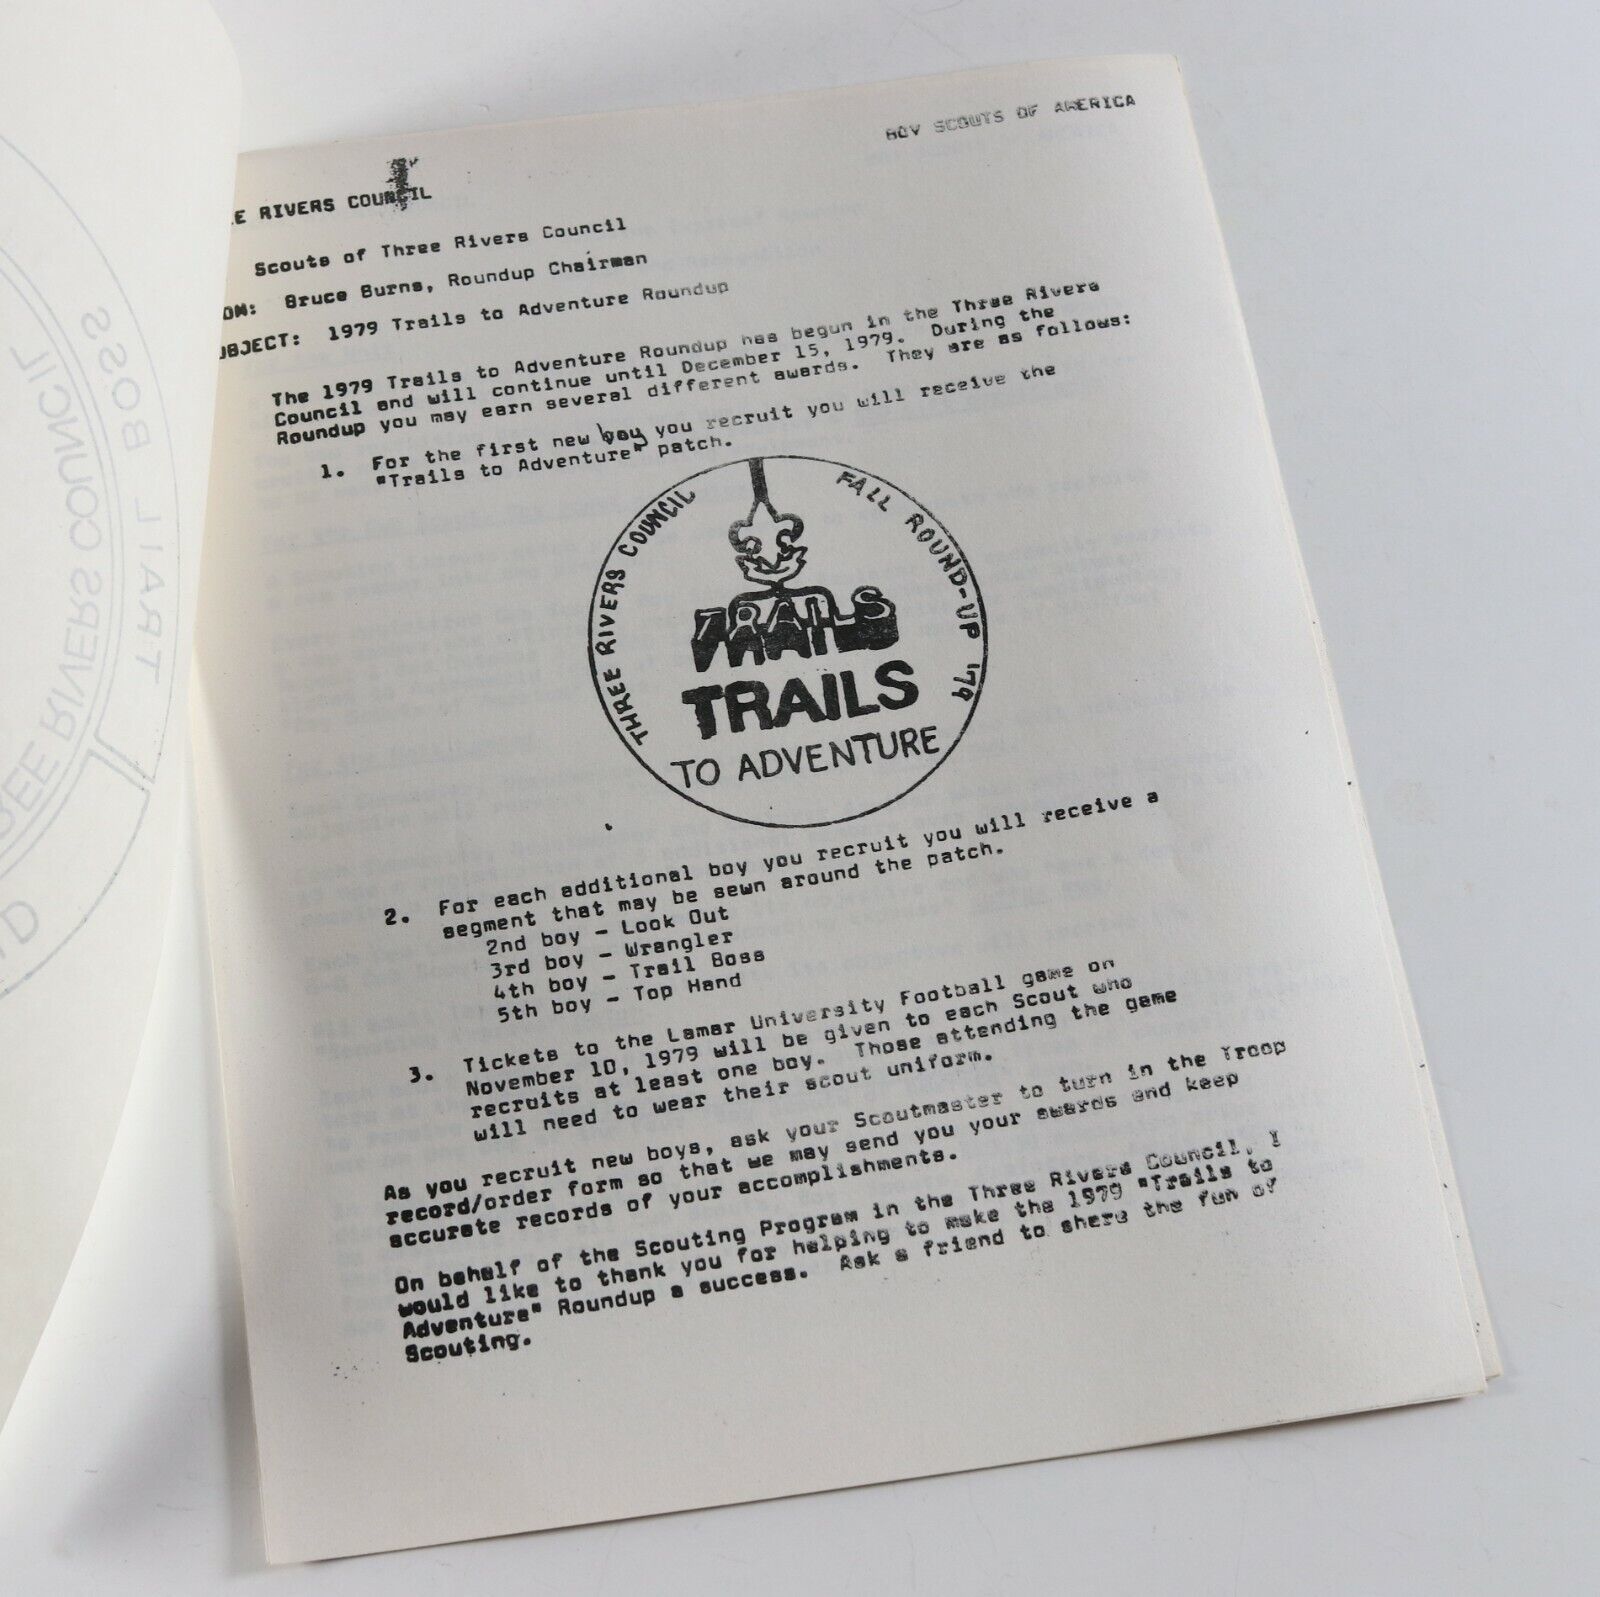 BOY SCOUTS OF AMERICA
EE RIVERS COUNCIL
Scouts of Three Rivers Council
OM: Bruce Burns, Roundup Chairman
UBJECT: 1979 Trails to Adventure Roundup
The 1979 Trails to Adventure Roundup has begun in the Three Rivers
Council and will continue until December 15, 1979. During the
Roundup you may earn several different awards. They are as follows:
1. For the first new boy you recruit you will receive the
"Trails to Adventure" patch.
THREE RIVERS COUNCIL
FALL ROUND-UP '79
TRAILS
TRAILS
TO ADVENTURE
2. For each additional boy you recruit you will receive a
segment that may be sewn around the patch.
2nd boy - Look Out
3rd boy - Wrangler
4th boy - Trail Boss
5th boy - Top Hand
3. Tickets to the Lamar University Football game on
November 10, 1979 will be given to each Scout who
recruits at least one boy. Those attending the game
will need to wear their scout uniform.
As you recruit new boys, ask your Scoutmaster to turn in the Troop
record/order form so that we may send you your awards and keep
accurate records of your accomplishments.
On behalf of the Scouting Program in the Three Rivers Council, I
would like to thank you for helping to make the 1979 "Trails to
Adventure" Roundup a success. Ask a friend to share the fun of
Scouting.
TRAIL BOSS
REE RIVERS COUNCIL